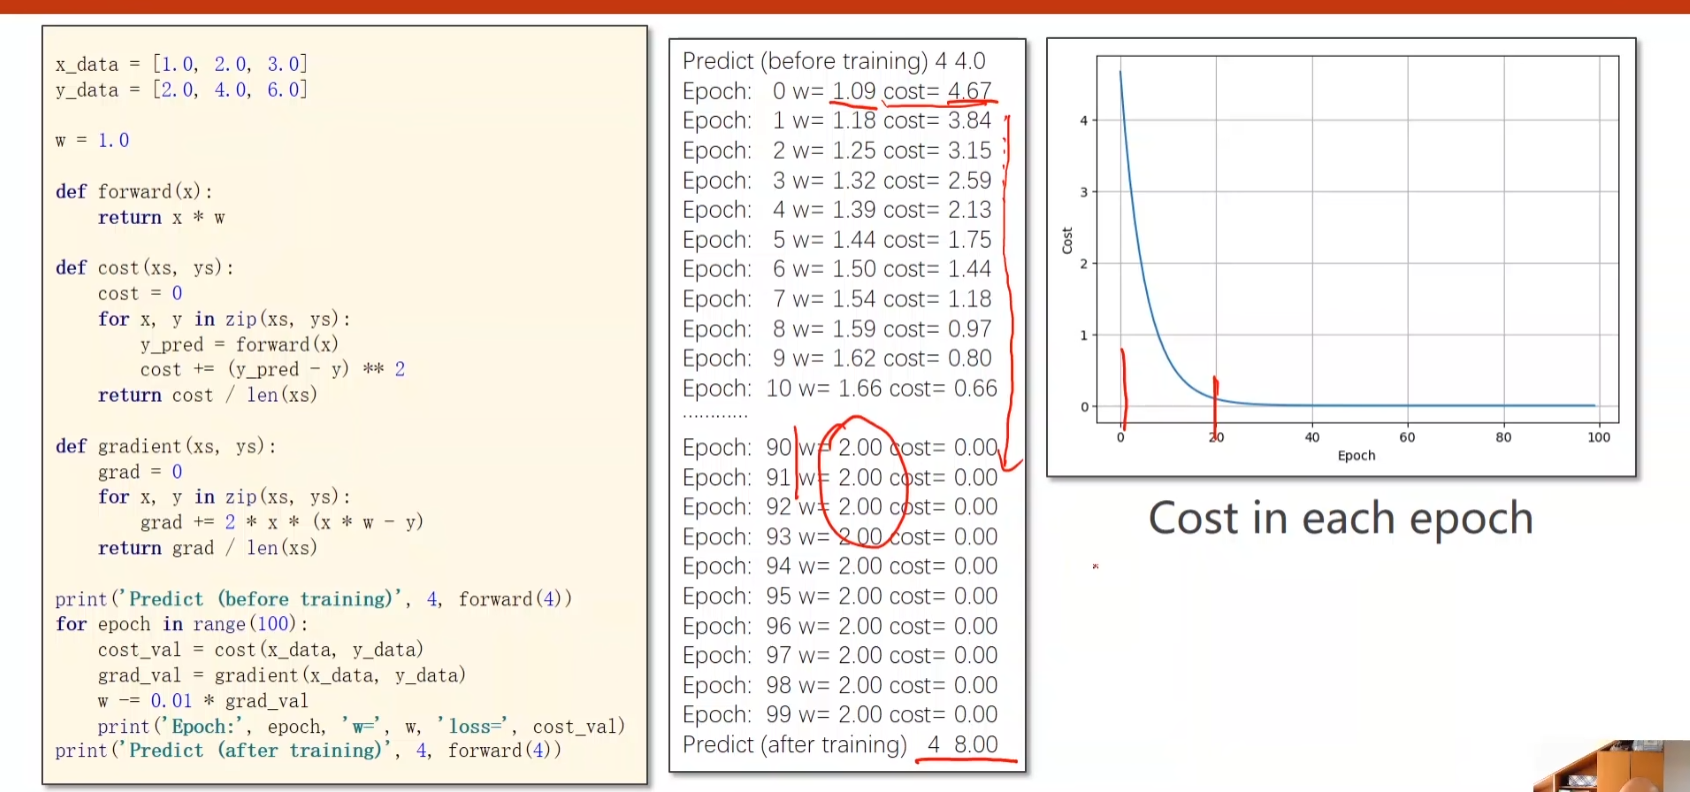 x_data = [1.0, 2.0, 3.0]
y_data = [2.0, 4.0, 6.0]
w = 1.0
def forward(x):
    return x * w
def cost(xs, ys):
    cost = 0
    for x, y in zip(xs, ys):
        y_pred = forward(x)
        cost += (y_pred - y) ** 2
    return cost / len(xs)
def gradient(xs, ys):
    grad = 0
    for x, y in zip(xs, ys):
        grad += 2 * x * (x * w - y)
    return grad / len(xs)
print('Predict (before training)', 4, forward(4))
for epoch in range(100):
    cost_val = cost(x_data, y_data)
    grad_val = gradient(x_data, y_data)
    w -= 0.01 * grad_val
    print('Epoch:', epoch, 'w=', w, 'loss=', cost_val)
print('Predict (after training)', 4, forward(4))
Predict (before training) 4 4.0
Epoch: 0 w= 1.09 cost= 4.67
Epoch: 1 w= 1.18 cost= 3.84
Epoch: 2 w= 1.25 cost= 3.15
Epoch: 3 w= 1.32 cost= 2.59
Epoch: 4 w= 1.39 cost= 2.13
Epoch: 5 w= 1.44 cost= 1.75
Epoch: 6 w= 1.50 cost= 1.44
Epoch: 7 w= 1.54 cost= 1.18
Epoch: 8 w= 1.59 cost= 0.97
Epoch: 9 w= 1.62 cost= 0.80
Epoch: 10 w= 1.66 cost= 0.66
............
Epoch: 90 w= 2.00 cost= 0.00
Epoch: 91 w= 2.00 cost= 0.00
Epoch: 92 w= 2.00 cost= 0.00
Epoch: 93 w= 2.00 cost= 0.00
Epoch: 94 w= 2.00 cost= 0.00
Epoch: 95 w= 2.00 cost= 0.00
Epoch: 96 w= 2.00 cost= 0.00
Epoch: 97 w= 2.00 cost= 0.00
Epoch: 98 w= 2.00 cost= 0.00
Epoch: 99 w= 2.00 cost= 0.00
Predict (after training) 4 8.00
4
3
2
1
0
Cost
0 20 40 60 80 100
Epoch
Cost in each epoch